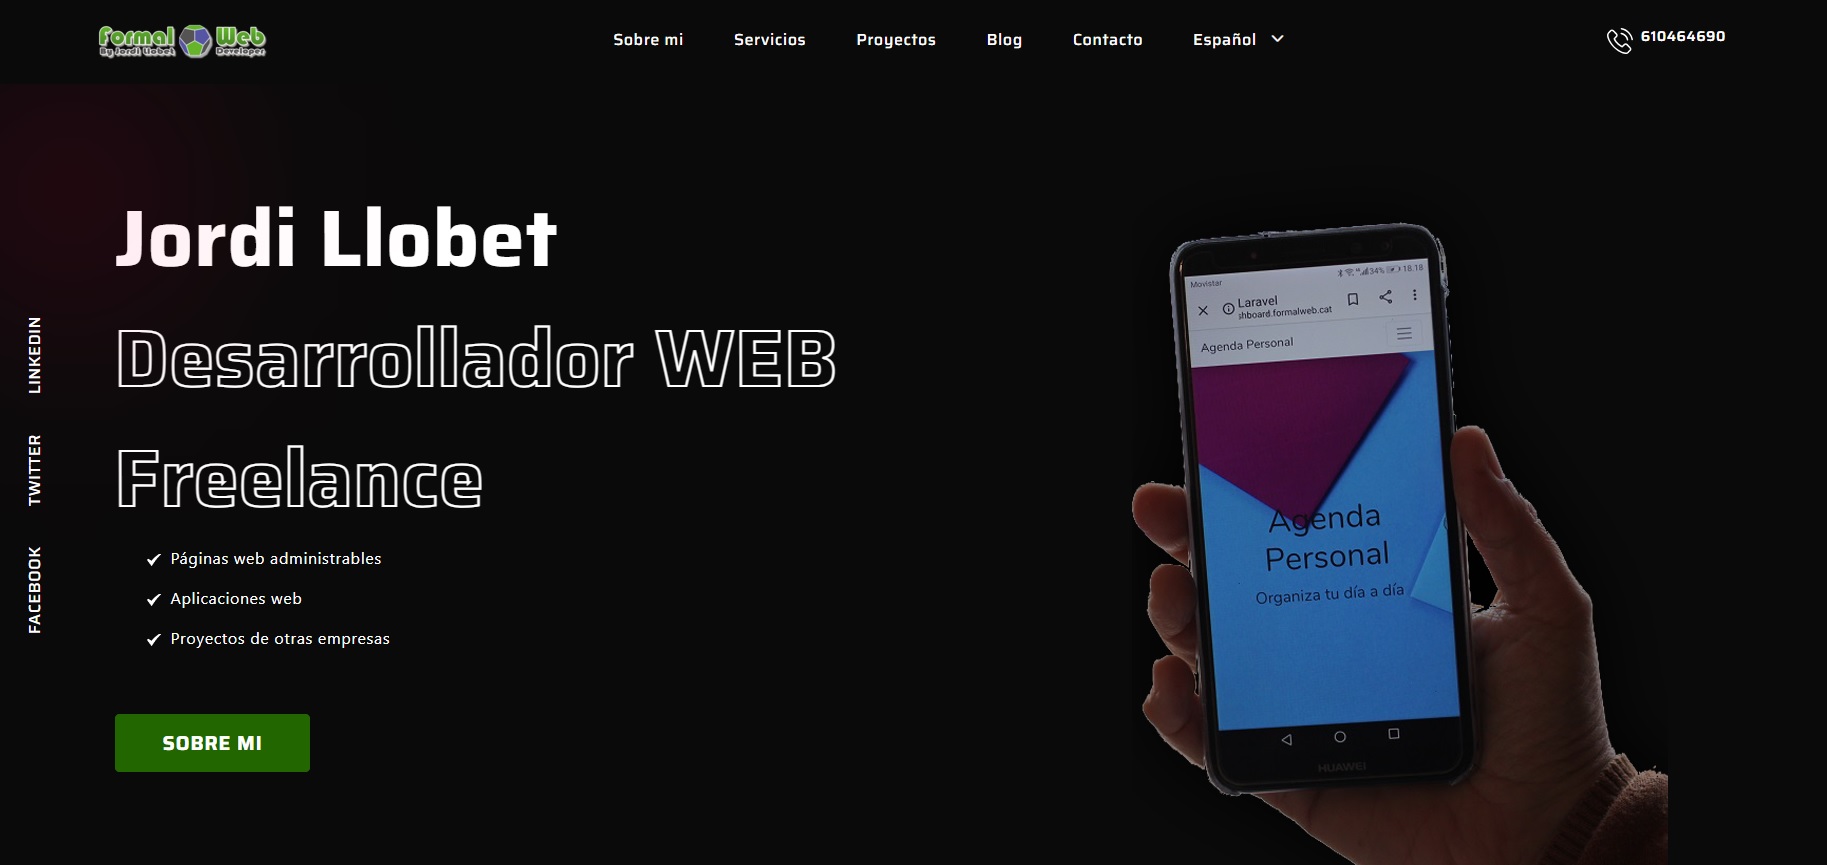 Formal Web
By Jordi Llobet Developer
Sobre mi
Servicios
Proyectos
Blog
Contacto
Español
610464690
Jordi Llobet
Desarrollador WEB
Freelance
Páginas web administrables
Aplicaciones web
Proyectos de otras empresas
SOBRE MI
LINKEDIN
TWITTER
FACEBOOK
Movistar
34%
18.18
Laravel
shboard.formalweb.cat
Agenda Personal
Agenda
Personal
Organiza tu día a día
HUAWEI